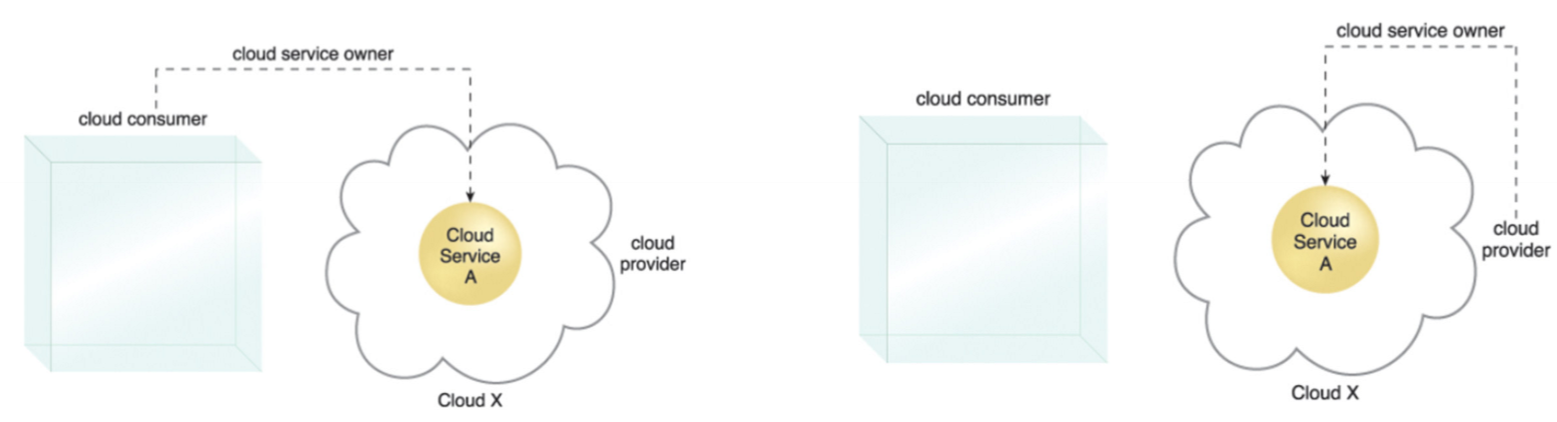 cloud service owner
cloud consumer
Cloud
Service
A
cloud
provider
Cloud X
cloud service owner
cloud consumer
Cloud
Service
A
cloud
provider
Cloud X